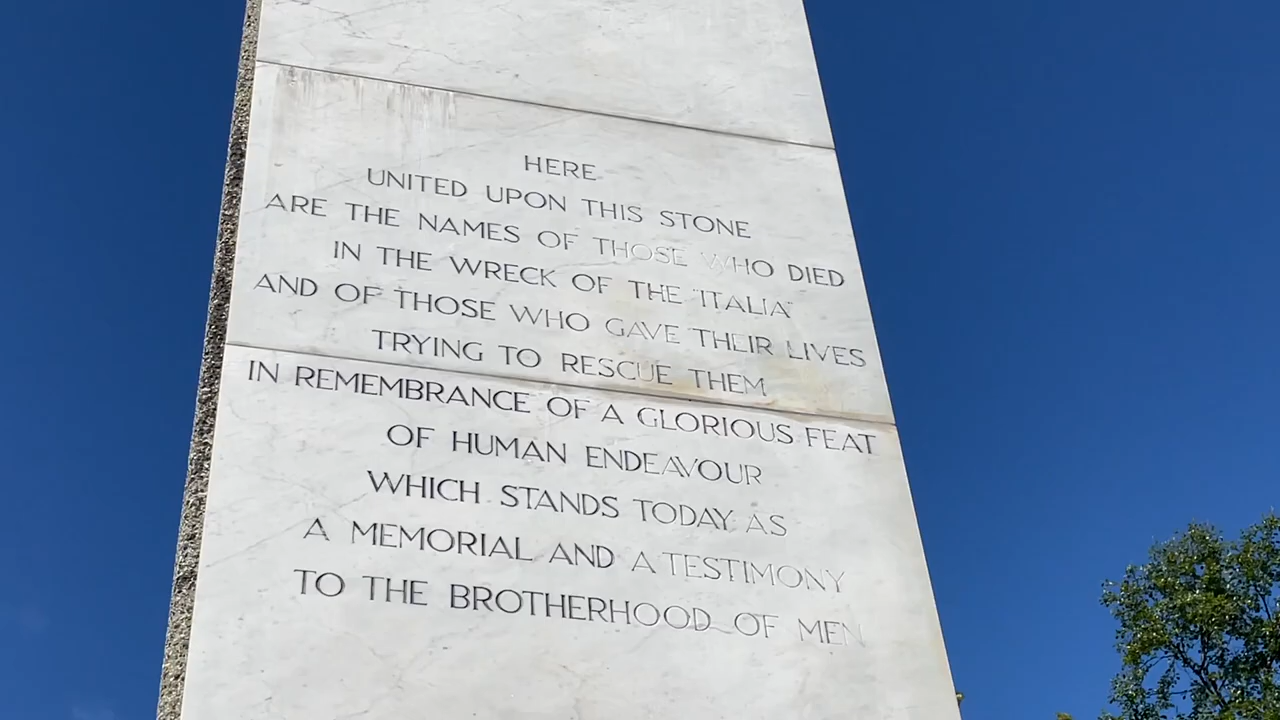 HERE
UNITED UPON THIS STONE
ARE THE NAMES OF THOSE WHO DIED
IN THE WRECK OF THE "ITALIA"
AND OF THOSE WHO GAVE THEIR LIVES
TRYING TO RESCUE THEM
IN REMEMBRANCE OF A GLORIOUS FEAT
OF HUMAN ENDEAVOUR
WHICH STANDS TODAY AS
A MEMORIAL AND A TESTIMONY
TO THE BROTHERHOOD OF MEN